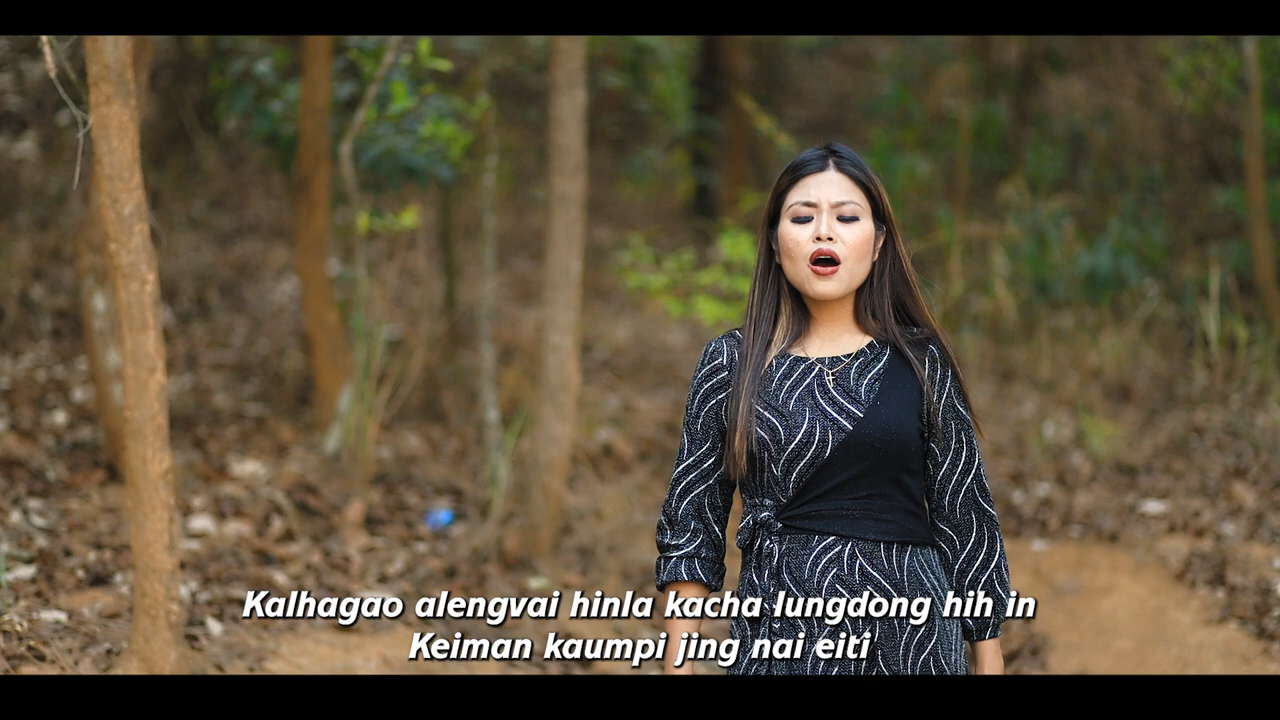 Kalhagao alengvai hinla kacha lungdong hih in
Keiman kaumpi jing nai eiti